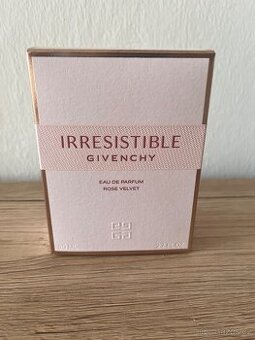 IRRESISTIBLE
GIVENCHY
EAU DE PARFUM
ROSE VELVET